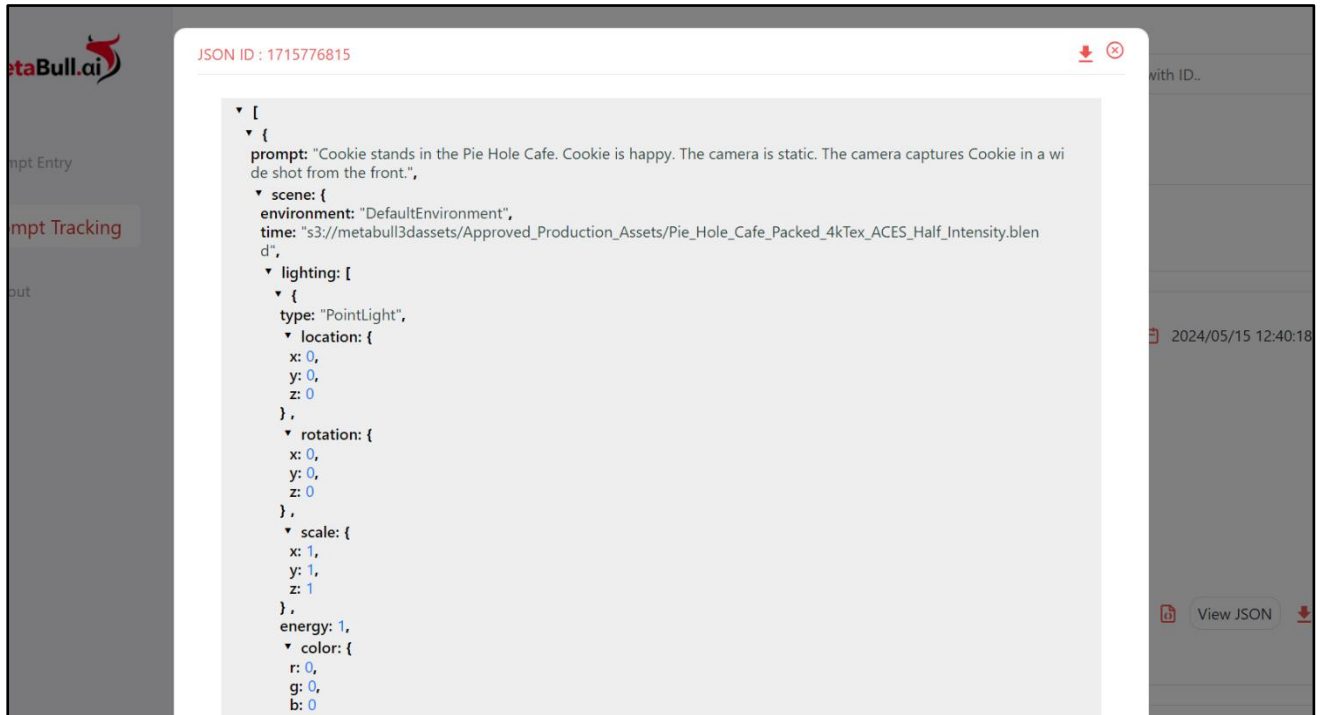 etaBull.ai
JSON ID : 1715776815
with ID..
mpt Entry
ompt Tracking
out
▼ [
▼ {
prompt: "Cookie stands in the Pie Hole Cafe. Cookie is happy. The camera is static. The camera captures Cookie in a wi
de shot from the front.",
▼ scene: {
environment: "DefaultEnvironment",
time: "s3://metabull3dassets/Approved_Production_Assets/Pie_Hole_Cafe_Packed_4kTex_ACES_Half_Intensity.blen
d",
▼ lighting: [
▼ {
type: "PointLight",
▼ location: {
x: 0,
y: 0,
z: 0
} ,
▼ rotation: {
x: 0,
y: 0,
z: 0
} ,
▼ scale: {
x: 1,
y: 1,
z: 1
} ,
energy: 1,
▼ color: {
r: 0,
g: 0,
b: 0
2024/05/15 12:40:18
View JSON